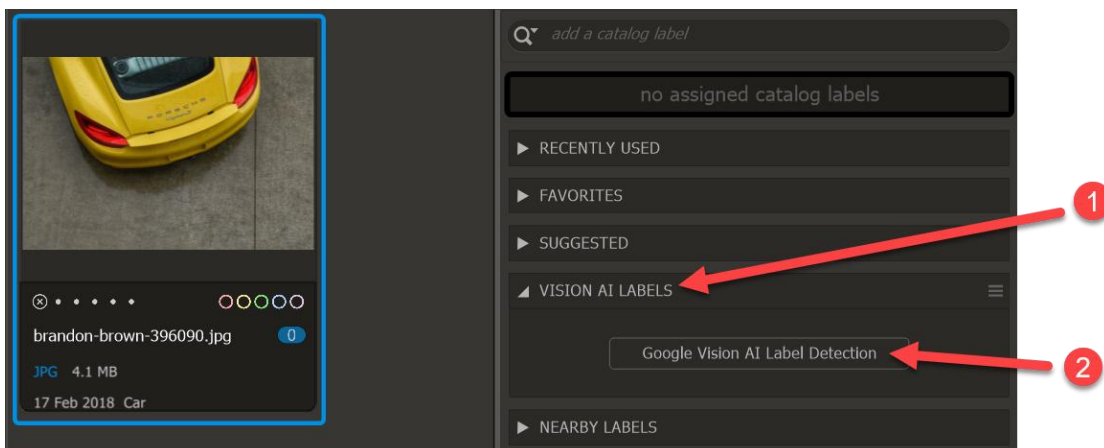 add a catalog label
no assigned catalog labels
RECENTLY USED
FAVORITES
SUGGESTED
VISION AI LABELS
Google Vision AI Label Detection
NEARBY LABELS
1
2
PORSCHE
brandon-brown-396090.jpg 0
JPG 4.1 MB
17 Feb 2018 Car